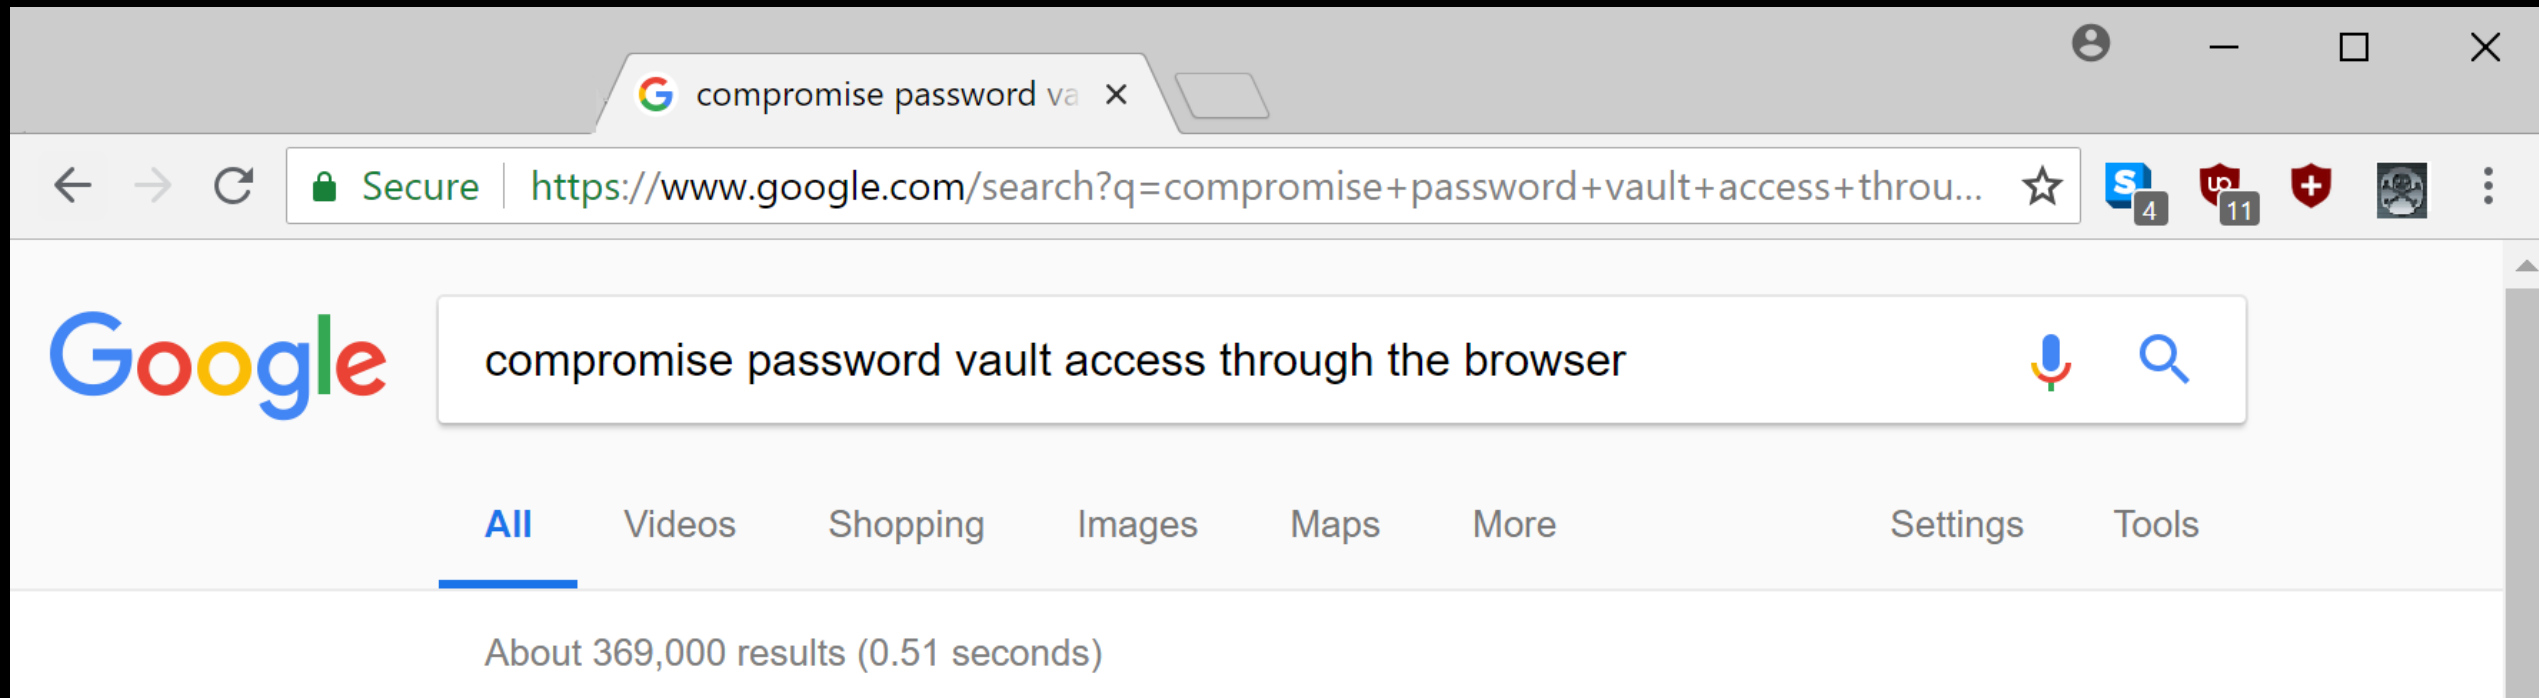 compromise password va
Secure https://www.google.com/search?q=compromise+password+vault+access+throu...
S 4 uo 11
Google compromise password vault access through the browser
All Videos Shopping Images Maps More Settings Tools
About 369,000 results (0.51 seconds)